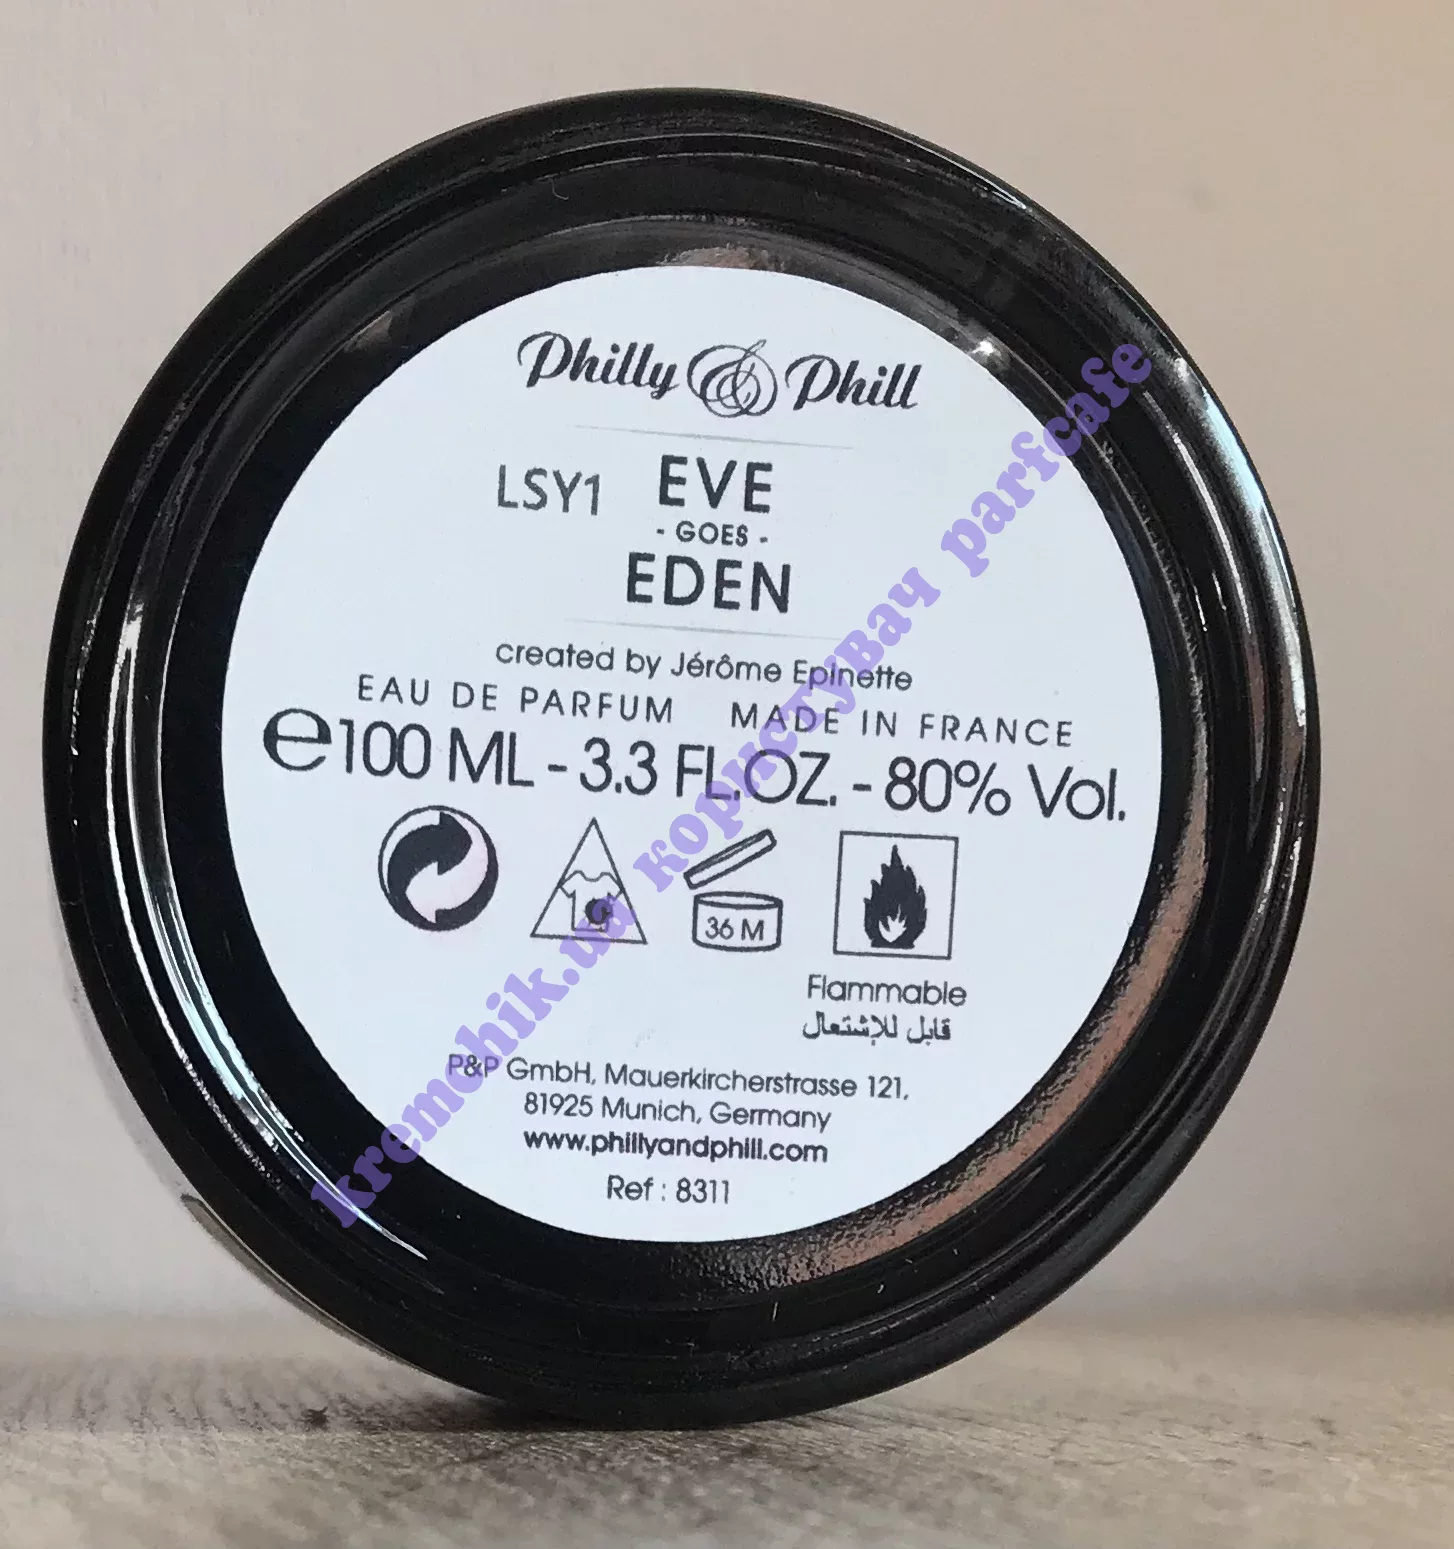 Philly & Phill
LSY1 EVE
- GOES -
EDEN
created by Jérôme Epinette
EAU DE PARFUM MADE IN FRANCE
℮100 ML - 3.3 FL.OZ. - 80% Vol.
36 M
Flammable
قابل للإشتعال
P&P GmbH, Mauerkircherstrasse 121,
81925 Munich, Germany
www.phillyandphill.com
Ref : 8311
kremchik.ua користувач parfcafe